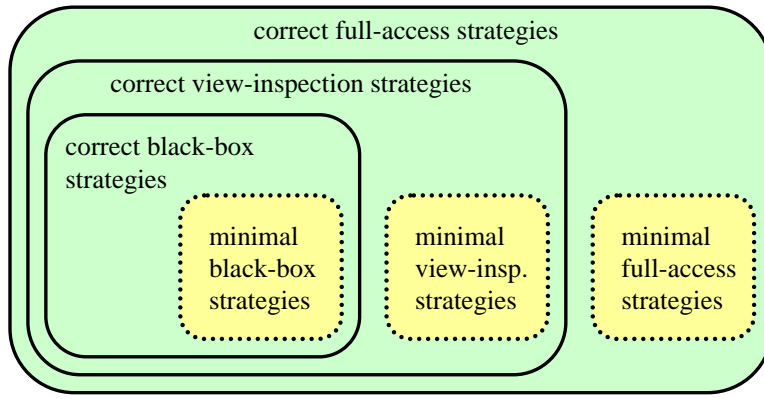 correct full-access strategies
correct view-inspection strategies
correct black-box
strategies
minimal
black-box
strategies
minimal
view-insp.
strategies
minimal
full-access
strategies